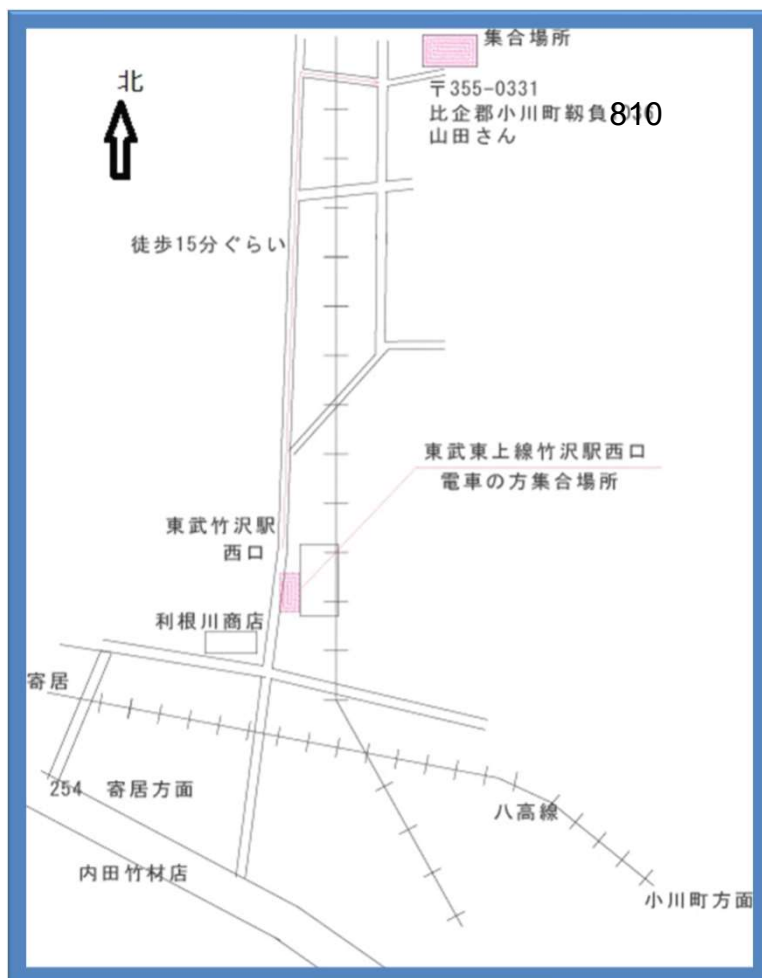 集合場所
北
〒355-0331
比企郡小川町靱負810
山田さん
徒歩15分ぐらい
東武東上線竹沢駅西口
電車の方集合場所
東武竹沢駅
西口
利根川商店
寄居
254 寄居方面
八高線
内田竹材店
小川町方面